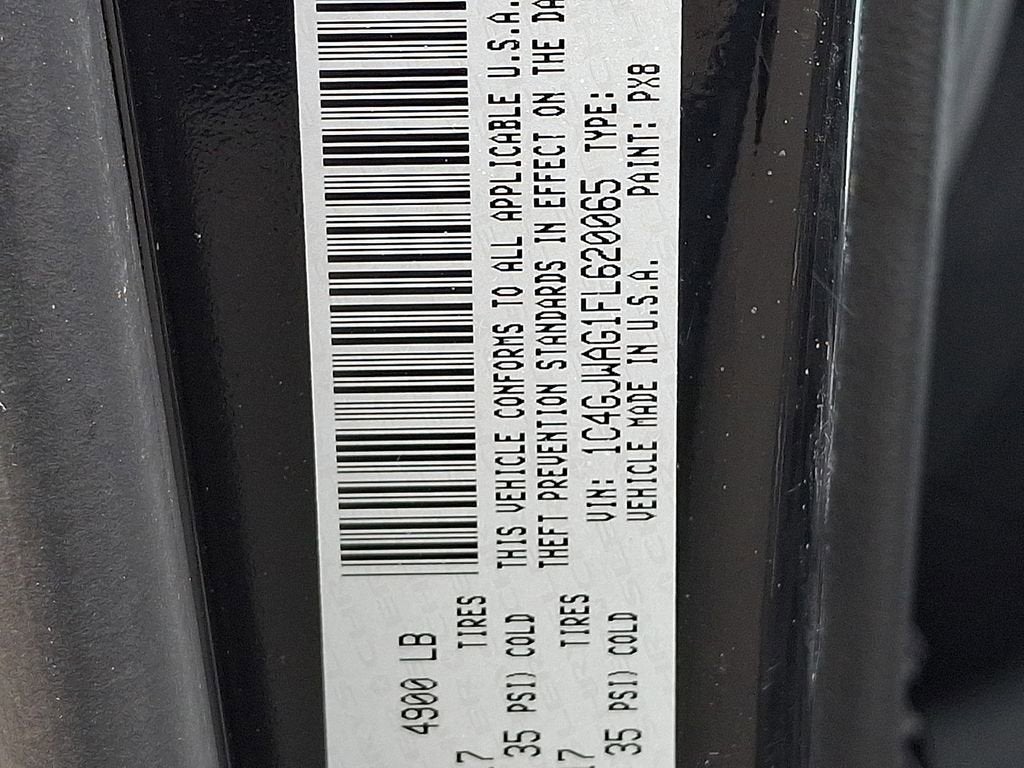 4900 LB
TIRES
35 PSI) COLD
TIRES
35 PSI) COLD
THIS VEHICLE CONFORMS TO ALL APPLICABLE U.S.A.
THEFT PREVENTION STANDARDS IN EFFECT ON THE DA
VIN: 1C4GJWAG1FL620065 TYPE:
VEHICLE MADE IN U.S.A. PAINT: PX8